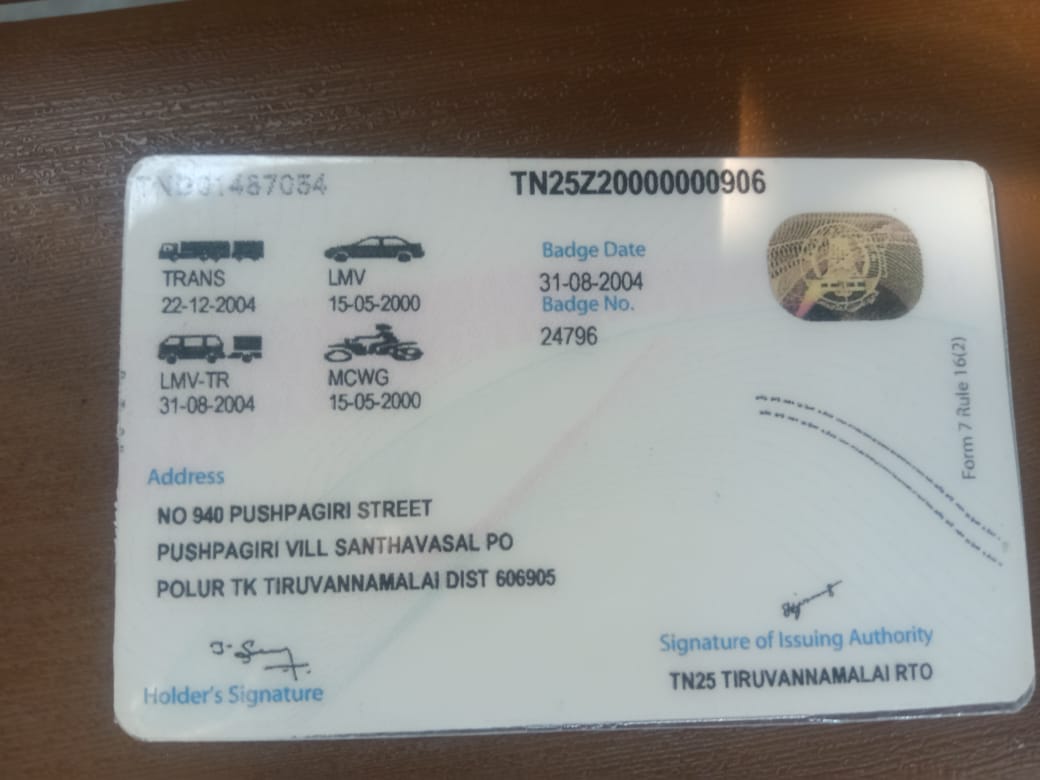 TN25Z20000000906
TRANS
22-12-2004
LMV
15-05-2000
LMV-TR
31-08-2004
MCWG
15-05-2000
Badge Date
31-08-2004
Badge No.
24796
Form 7 Rule 16(2)
Address
NO 940 PUSHPAGIRI STREET
PUSHPAGIRI VILL SANTHAVASAL PO
POLUR TK TIRUVANNAMALAI DIST 606905
Holder's Signature
Signature of Issuing Authority
TN25 TIRUVANNAMALAI RTO